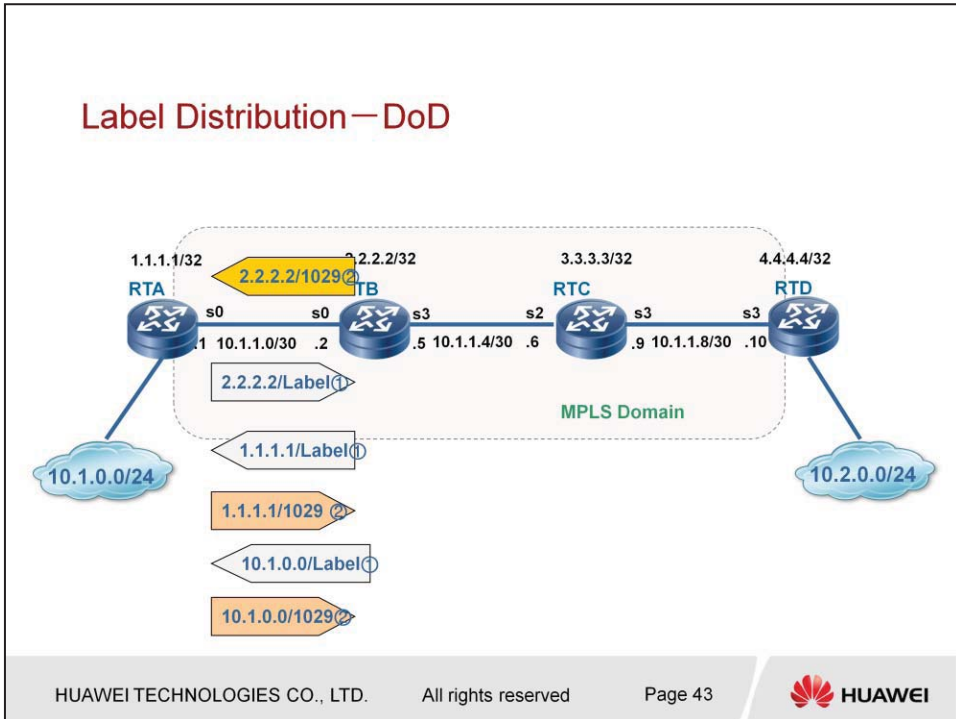 Label Distribution－DoD
1.1.1.1/32
2.2.2/32
3.3.3.3/32
4.4.4.4/32
2.2.2.2/1029②
RTA
TB
RTC
RTD
s0
s0
s3
s2
s3
s3
.1
10.1.1.0/30
.2
.5
10.1.1.4/30
.6
.9
10.1.1.8/30
.10
2.2.2.2/Label①
MPLS Domain
1.1.1.1/Label①
10.1.0.0/24
10.2.0.0/24
1.1.1.1/1029 ②
10.1.0.0/Label①
10.1.0.0/1029②
HUAWEI TECHNOLOGIES CO., LTD.
All rights reserved
Page 43
HUAWEI